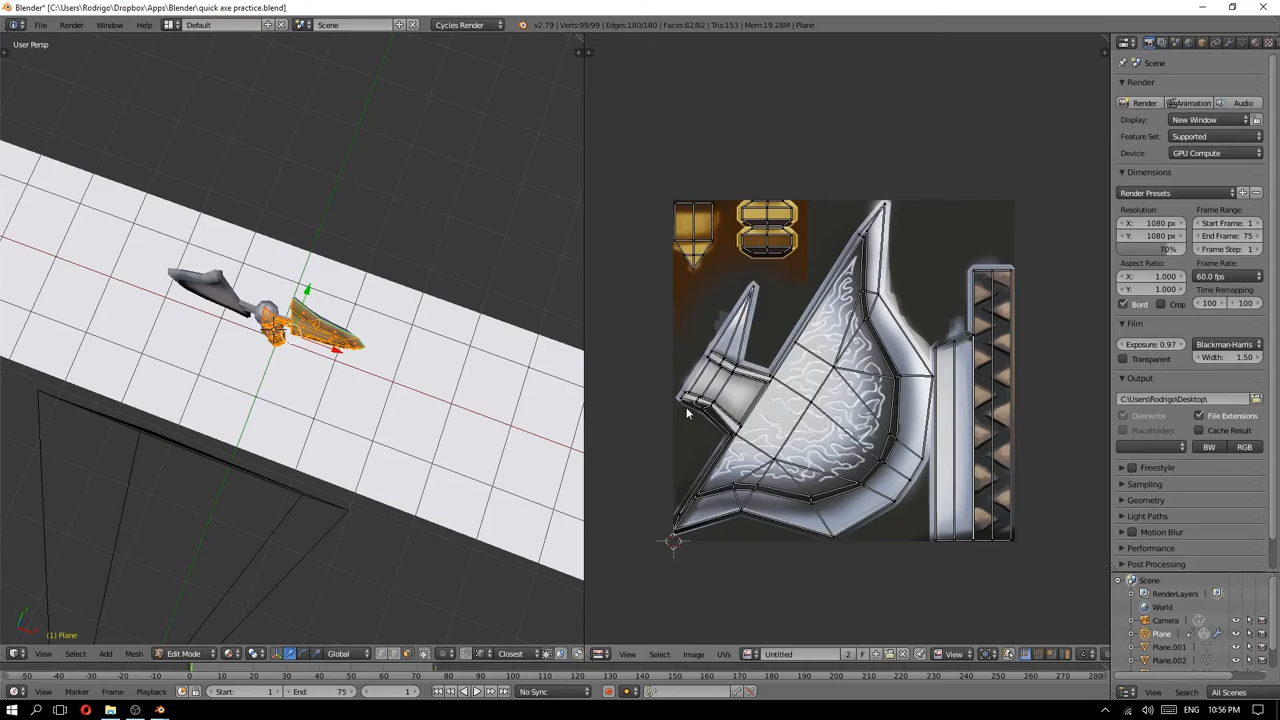 Blender* [C:\Users\Rodrigo\Dropbox\Apps\Blender\quick axe practice.blend]
File Render Window Help Default Scene Cycles Render v2.79 | Verts:99/99 | Edges:180/180 | Faces:82/82 | Tris:153 | Mem:19.28M | Plane
User Persp
Scene
Render
Render Animation Audio
Display: New Window
Feature Set: Supported
Device: GPU Compute
Dimensions
Render Presets
Resolution: Frame Range:
X: 1080 px Start Frame: 1
Y: 1080 px End Frame: 75
70% Frame Step: 1
Aspect Ratio: Frame Rate:
X: 1.000 60.0 fps
Y: 1.000 Time Remapping:
Bord Crop 100 100
Film
Exposure: 0.97 Blackman-Harris
Transparent Width: 1.50
Output
C:\Users\Rodrigo\Desktop\
Overwrite File Extensions
Placeholders Cache Result
BW RGB
Freestyle
Sampling
Geometry
Light Paths
Motion Blur
Performance
Post Processing
Scene
RenderLayers
World
Camera
Plane
Plane.001
Plane.002
(1) Plane
View Select Add Mesh Edit Mode Global Closest View Select Image UVs Untitled 2 F View
View Marker Frame Playback Start: 1 End: 75 1 No Sync View Search All Scenes
ENG 10:56 PM